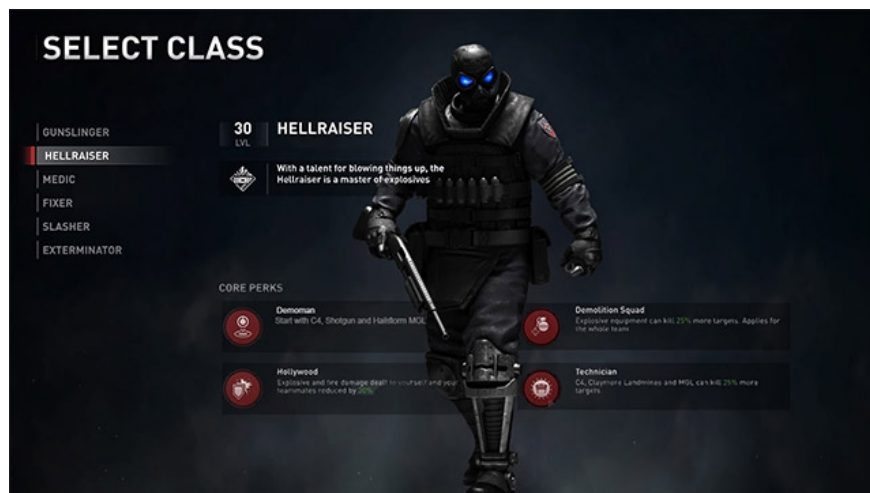 SELECT CLASS
GUNSLINGER
HELLRAISER
MEDIC
FIXER
SLASHER
EXTERMINATOR
30
LVL
HELLRAISER
With a talent for blowing things up, the
Hellraiser is a master of explosives
CORE PERKS
Demoman
Start with C4, Shotgun and Hailstorm MGL
Demolition Squad
Explosive equipment can kill 25% more targets. Applies for
the whole team
Hollywood
Explosive and fire damage dealt to yourself and your
teammates reduced by 50%
Technician
C4, Claymore Landmines and MGL can kill 25% more
targets